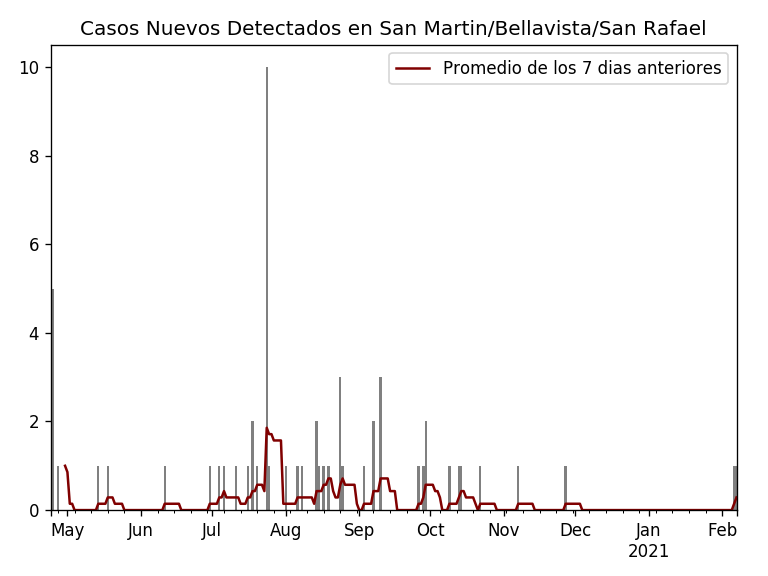 Casos Nuevos Detectados en San Martin/Bellavista/San Rafael
Promedio de los 7 dias anteriores
10
8
6
4
2
0
May Jun Jul Aug Sep Oct Nov Dec Jan Feb
2021